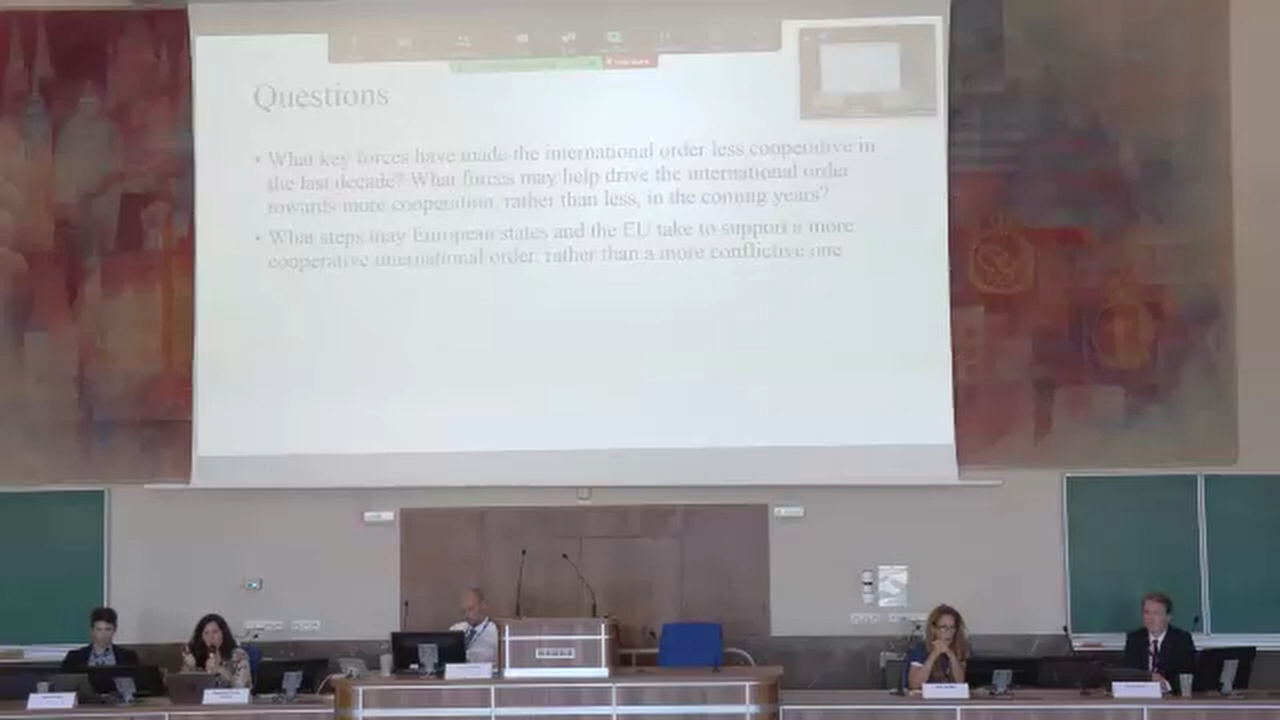 Questions
• What key forces have made the international order less cooperative in
the last decade? What forces may help drive the international order
towards more cooperation, rather than less, in the coming years?
• What steps may European states and the EU take to support a more
cooperative international order, rather than a more conflictive one